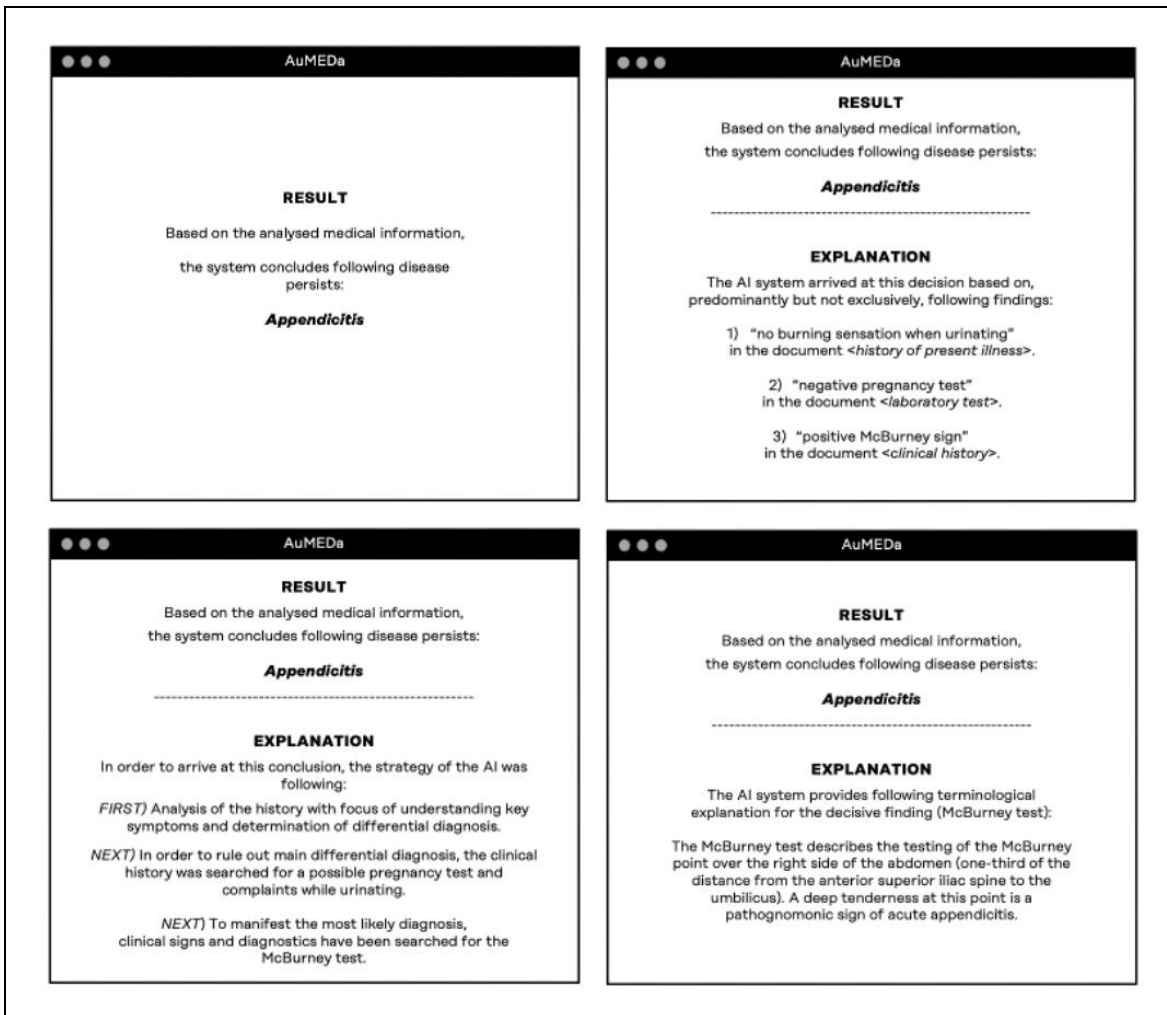 AuMEDa
RESULT
Based on the analysed medical information,
the system concludes following disease
persists:
Appendicitis
AuMEDa
RESULT
Based on the analysed medical information,
the system concludes following disease persists:
Appendicitis
EXPLANATION
The AI system arrived at this decision based on,
predominantly but not exclusively, following findings:
1) “no burning sensation when urinating”
in the document <history of present illness>.
2) “negative pregnancy test”
in the document <laboratory test>.
3) “positive McBurney sign”
in the document <clinical history>.
AuMEDa
RESULT
Based on the analysed medical information,
the system concludes following disease persists:
Appendicitis
EXPLANATION
In order to arrive at this conclusion, the strategy of the AI was
following:
FIRST) Analysis of the history with focus of understanding key
symptoms and determination of differential diagnosis.
NEXT) In order to rule out main differential diagnosis, the clinical
history was searched for a possible pregnancy test and
complaints while urinating.
NEXT) To manifest the most likely diagnosis,
clinical signs and diagnostics have been searched for the
McBurney test.
AuMEDa
RESULT
Based on the analysed medical information,
the system concludes following disease persists:
Appendicitis
EXPLANATION
The AI system provides following terminological
explanation for the decisive finding (McBurney test):
The McBurney test describes the testing of the McBurney
point over the right side of the abdomen (one-third of the
distance from the anterior superior iliac spine to the
umbilicus). A deep tenderness at this point is a
pathognomonic sign of acute appendicitis.